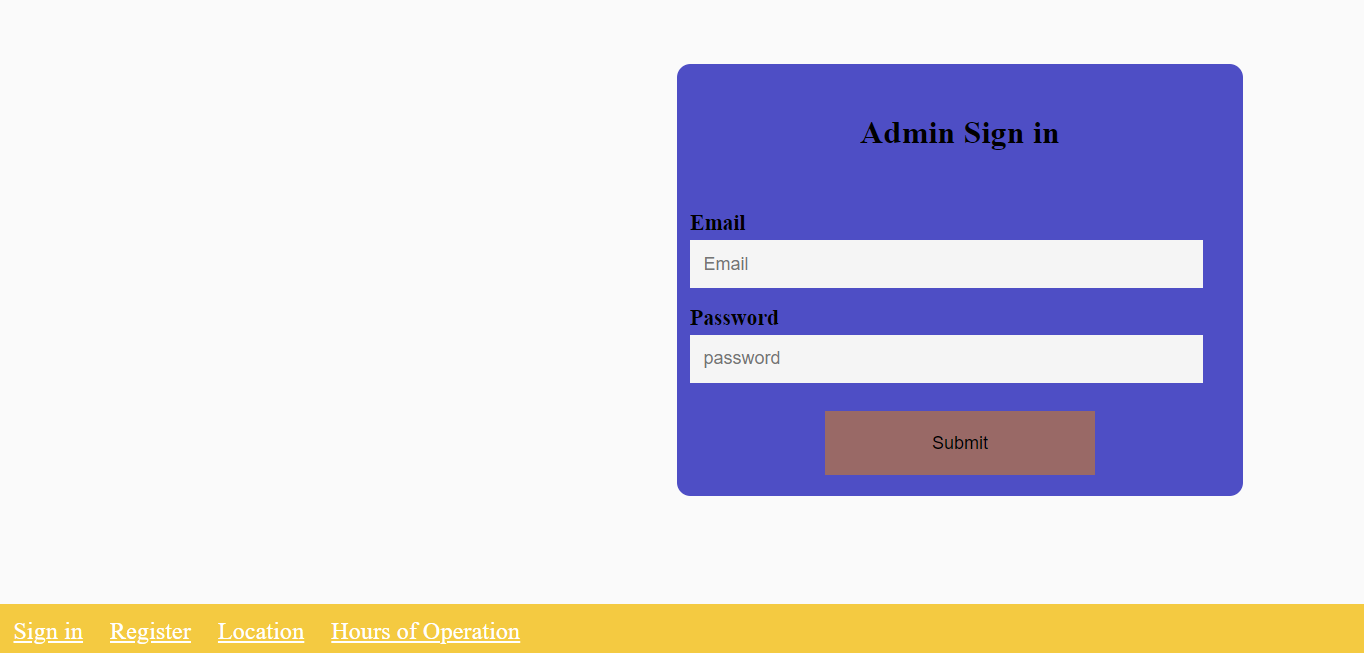 Admin Sign in
Email
Email
Password
password
Submit
Sign in Register Location Hours of Operation